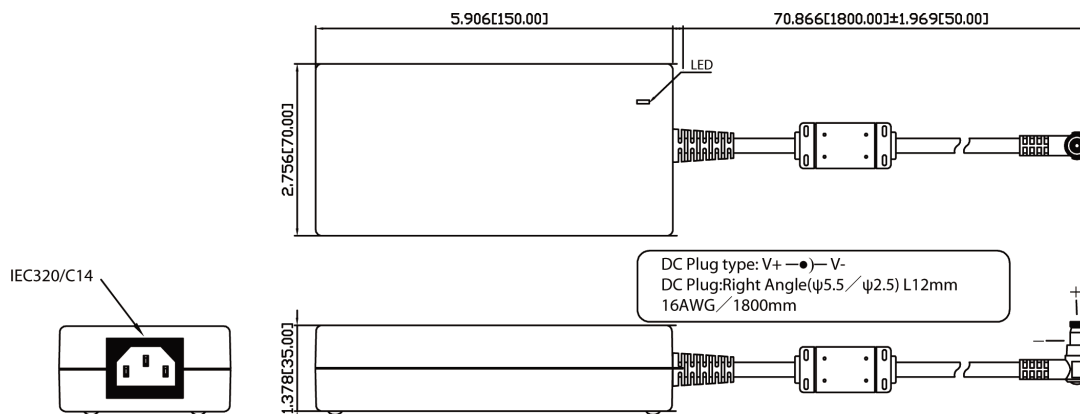 5.906[150.00]
70.866[1800.00]±1.969[50.00]
LED
2.756[70.00]
IEC320/C14
DC Plug type: V+ —●)— V-
DC Plug:Right Angle(ψ5.5／ψ2.5) L12mm
16AWG／1800mm
+
—
1.378[35.00]